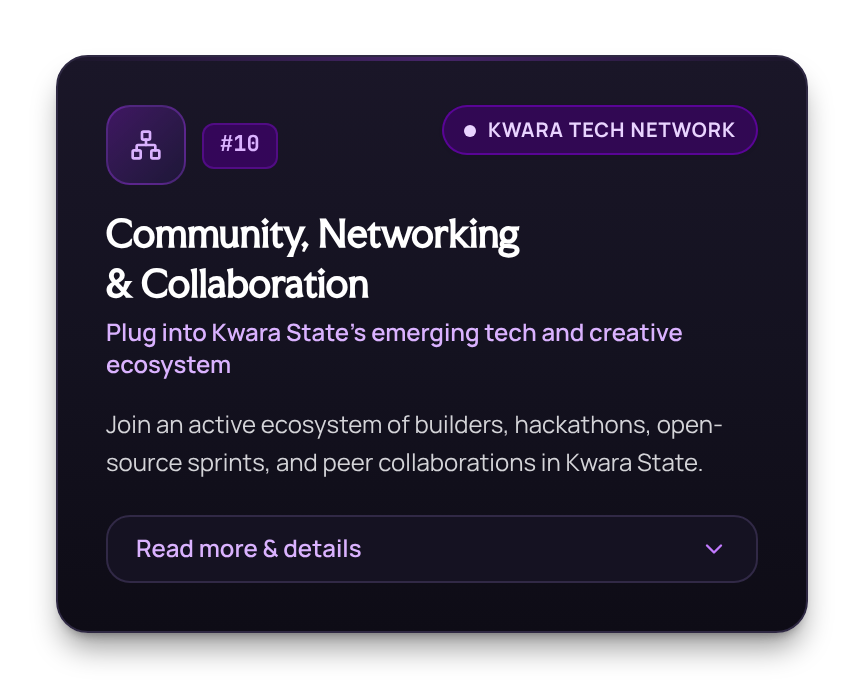 #10
KWARA TECH NETWORK
Community, Networking
& Collaboration
Plug into Kwara State’s emerging tech and creative
ecosystem
Join an active ecosystem of builders, hackathons, open-
source sprints, and peer collaborations in Kwara State.
Read more & details